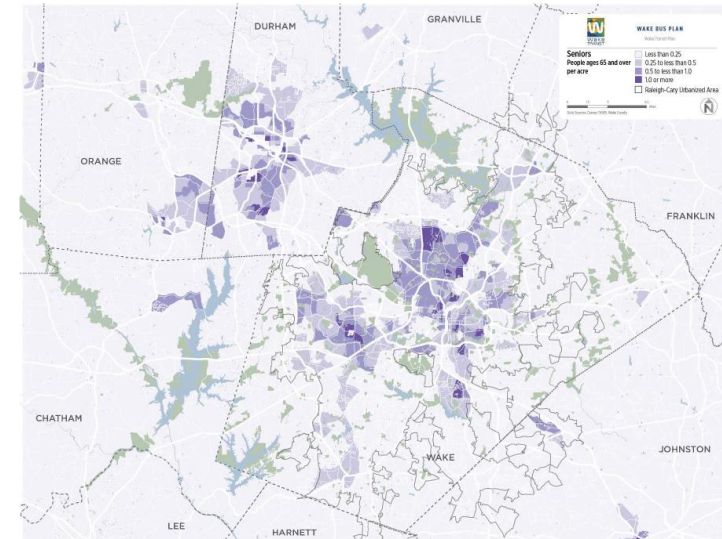 DURHAM
GRANVILLE
WAKE
TRANSIT
WAKE BUS PLAN
Wake Transit Plan
Seniors
People ages 65 and over
per acre
Less than 0.25
0.25 to less than 0.5
0.5 to less than 1.0
1.0 or more
Raleigh-Cary Urbanized Area
N
ORANGE
FRANKLIN
CHATHAM
WAKE
JOHNSTON
LEE
HARNETT